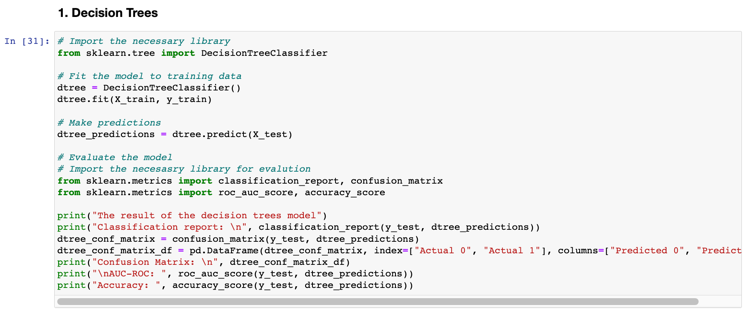 1. Decision Trees
In [31]:
# Import the necessary library
from sklearn.tree import DecisionTreeClassifier
# Fit the model to training data
dtree = DecisionTreeClassifier()
dtree.fit(X_train, y_train)
# Make predictions
dtree_predictions = dtree.predict(X_test)
# Evaluate the model
# Import the necesasry library for evalution
from sklearn.metrics import classification_report, confusion_matrix
from sklearn.metrics import roc_auc_score, accuracy_score
print("The result of the decision trees model")
print("Classification report: \n", classification_report(y_test, dtree_predictions))
dtree_conf_matrix = confusion_matrix(y_test, dtree_predictions)
dtree_conf_matrix_df = pd.DataFrame(dtree_conf_matrix, index=["Actual 0", "Actual 1"], columns=["Predicted 0", "Predict
print("Confusion Matrix: \n", dtree_conf_matrix_df)
print("\nAUC-ROC: ", roc_auc_score(y_test, dtree_predictions))
print("Accuracy: ", accuracy_score(y_test, dtree_predictions))